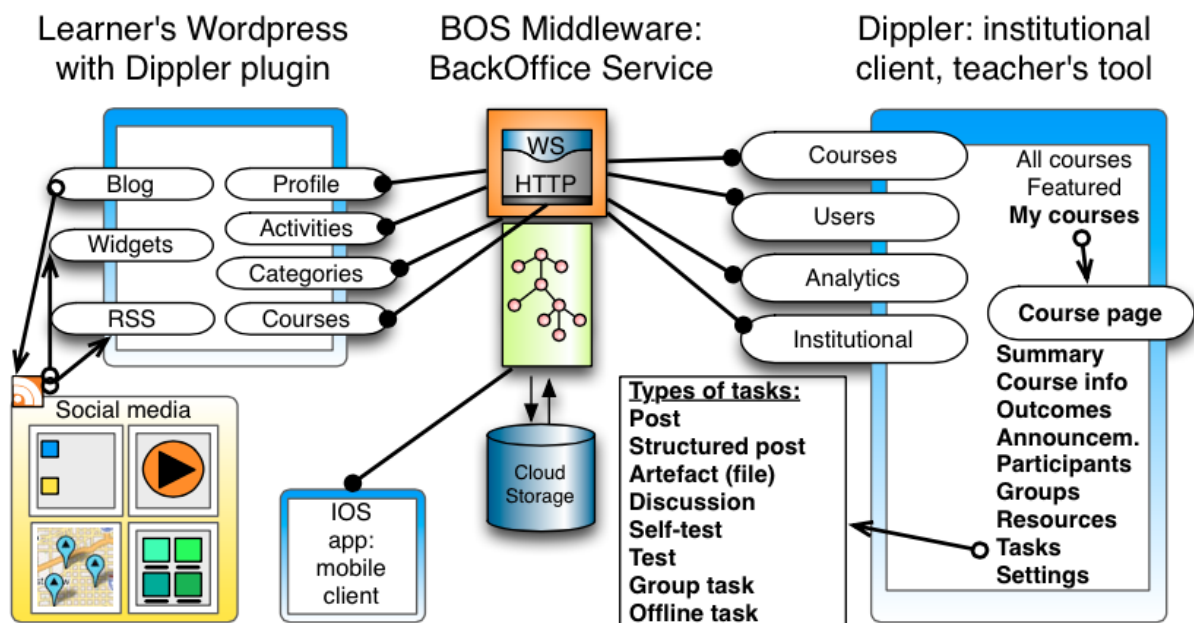 Learner's Wordpress
with Dippler plugin
BOS Middleware:
BackOffice Service
Dippler: institutional
client, teacher's tool
Blog
Widgets
RSS
Profile
Activities
Categories
Courses
WS
HTTP
Courses
Users
Analytics
Institutional
All courses
Featured
My courses
Course page
Summary
Course info
Outcomes
Announcem.
Participants
Groups
Resources
Tasks
Settings
Social media
IOS
app:
mobile
client
Cloud
Storage
Types of tasks:
Post
Structured post
Artefact (file)
Discussion
Self-test
Test
Group task
Offline task